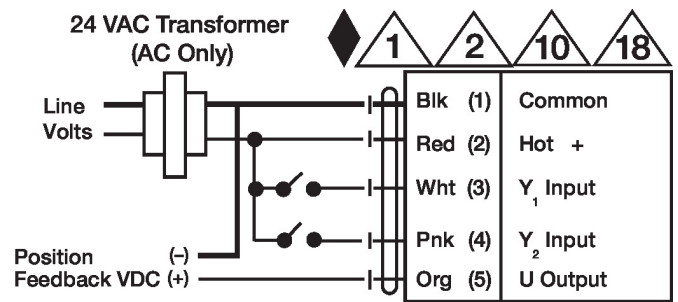 24 VAC Transformer
(AC Only)
1 2 10 18
Line
Volts
Blk (1) Common
Red (2) Hot +
Wht (3) Y1 Input
Pnk (4) Y2 Input
Org (5) U Output
Position (–)
Feedback VDC (+)